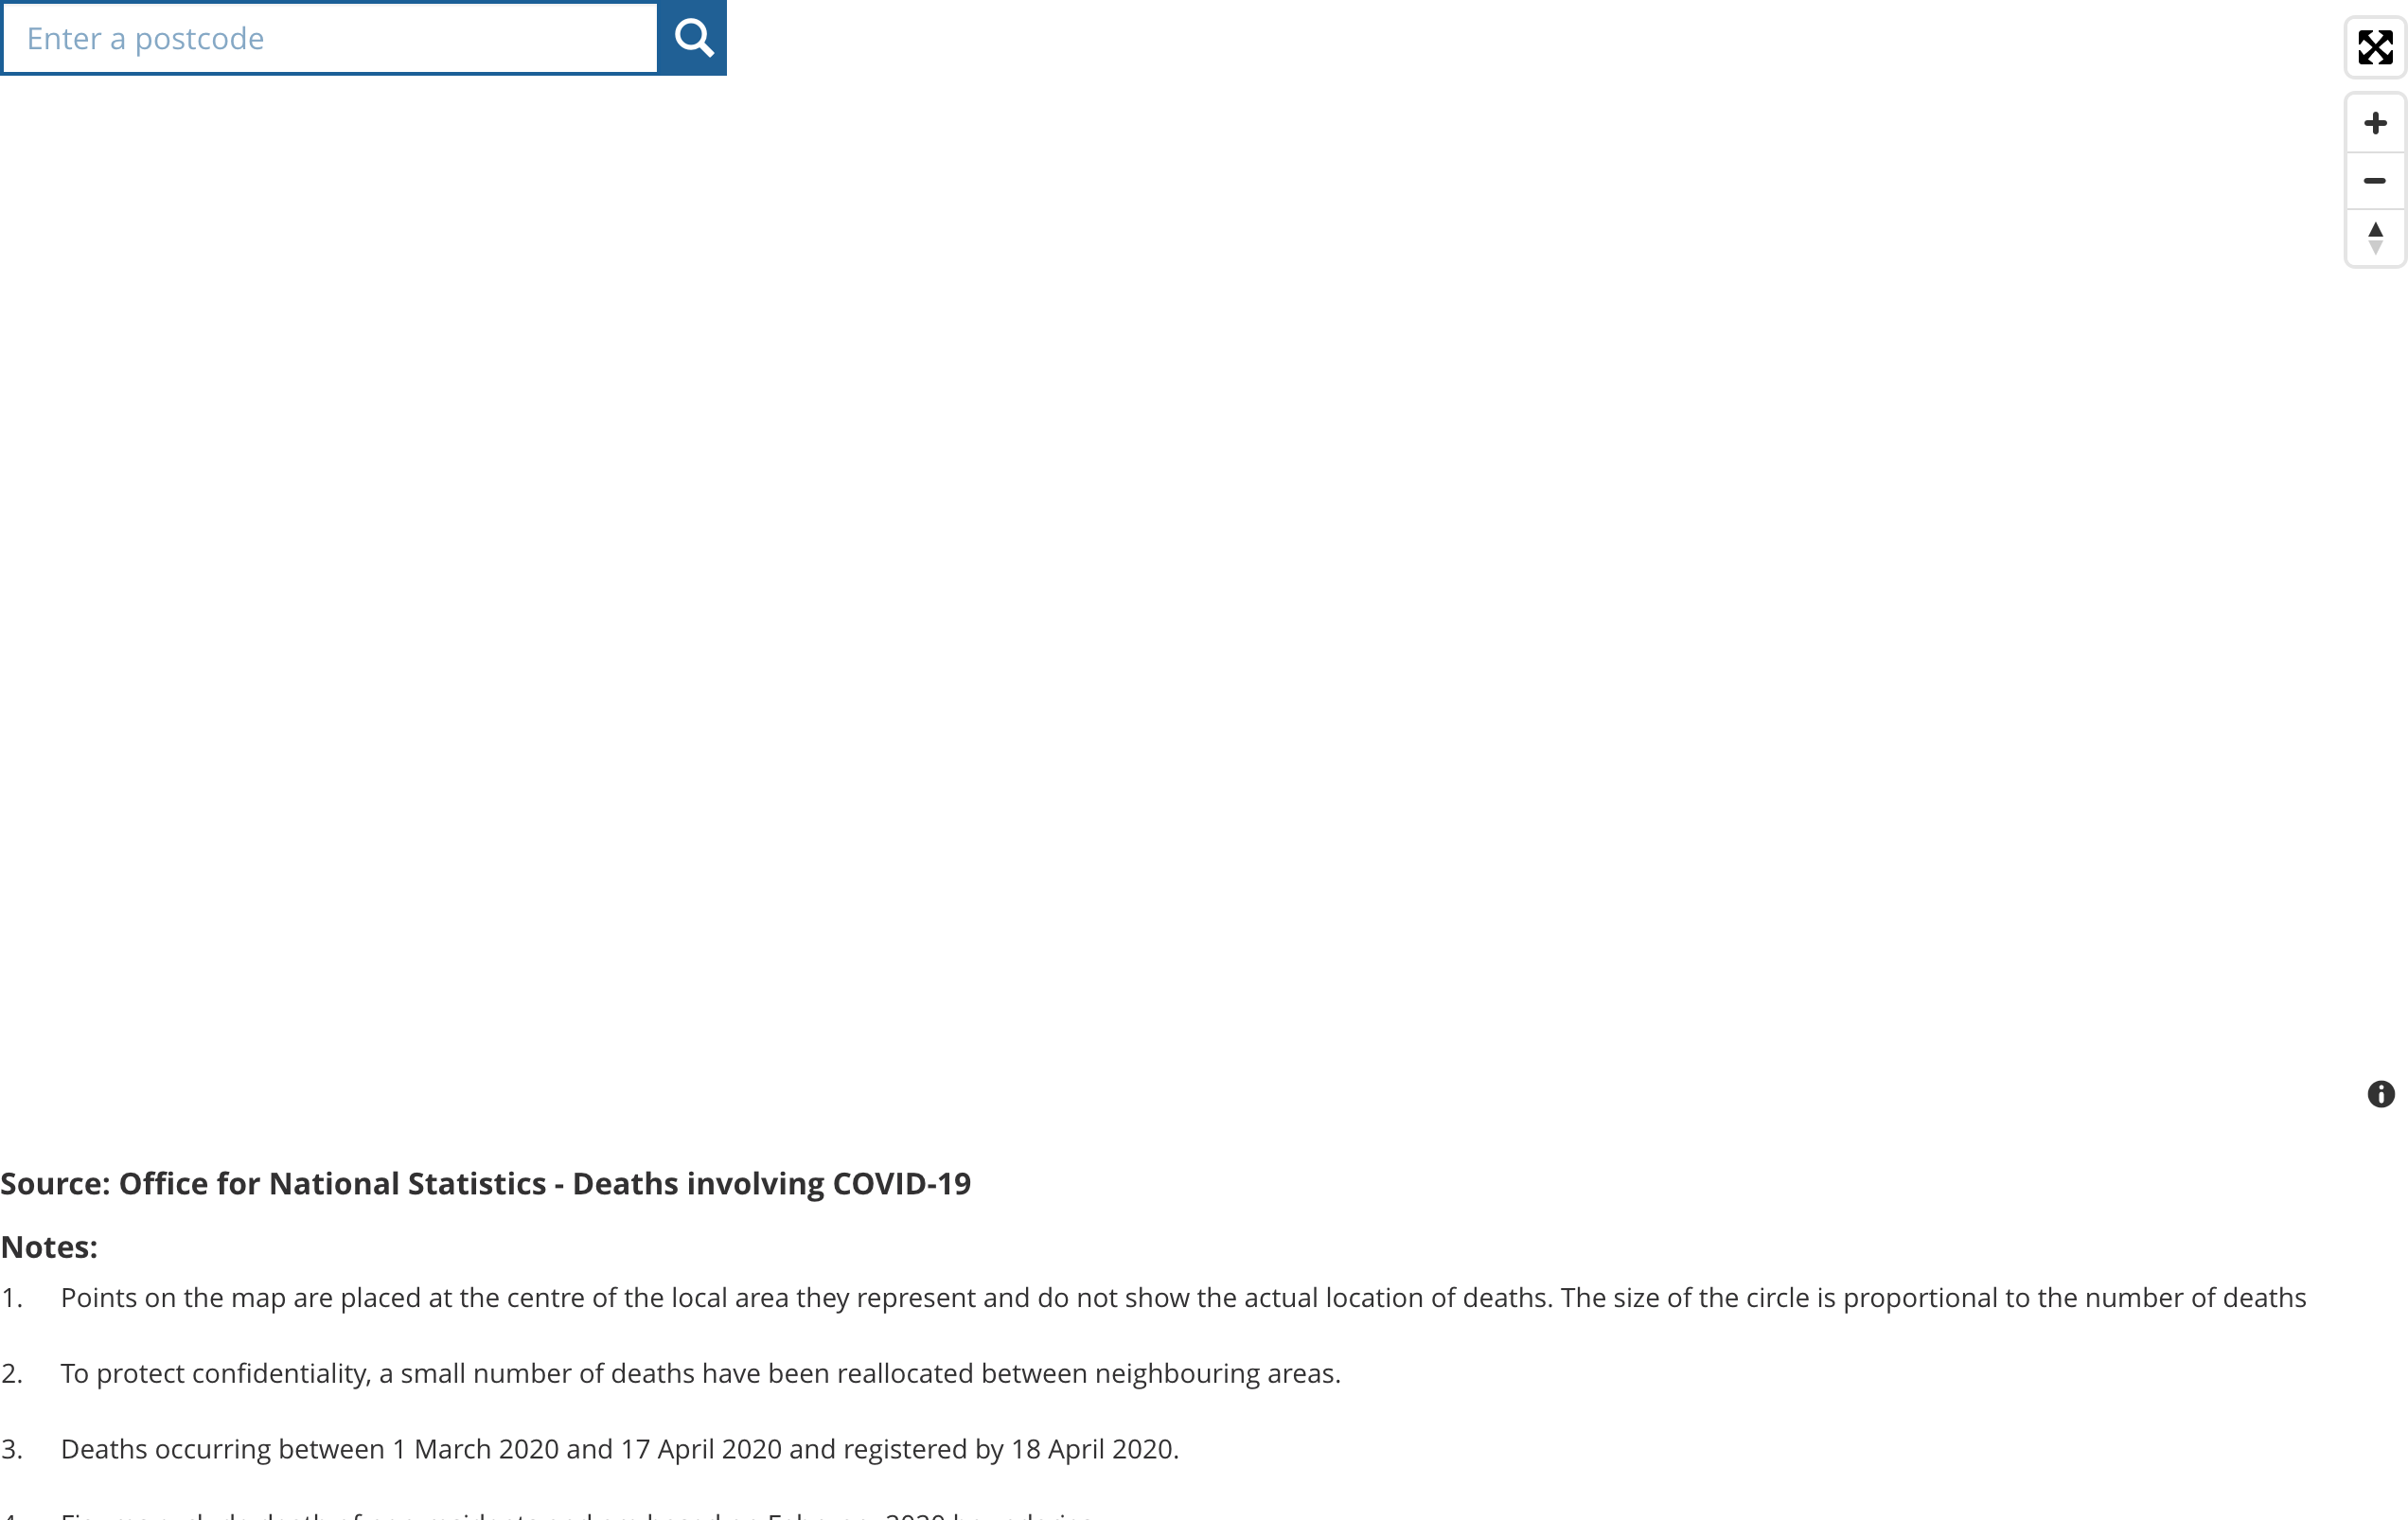 Enter a postcode
Source: Office for National Statistics - Deaths involving COVID-19
Notes:
1. Points on the map are placed at the centre of the local area they represent and do not show the actual location of deaths. The size of the circle is proportional to the number of deaths
2. To protect confidentiality, a small number of deaths have been reallocated between neighbouring areas.
3. Deaths occurring between 1 March 2020 and 17 April 2020 and registered by 18 April 2020.